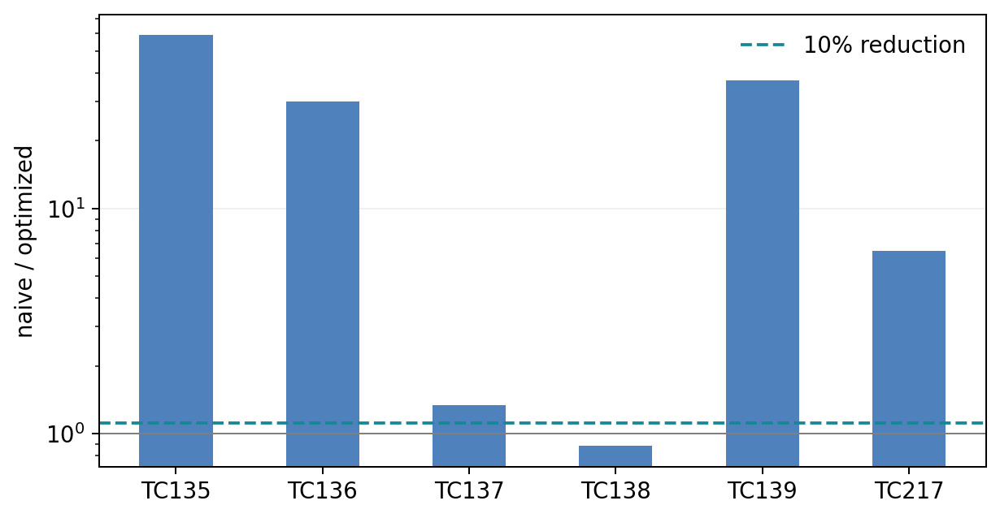 10% reduction
naive / optimized
10¹
10⁰
TC135 TC136 TC137 TC138 TC139 TC217